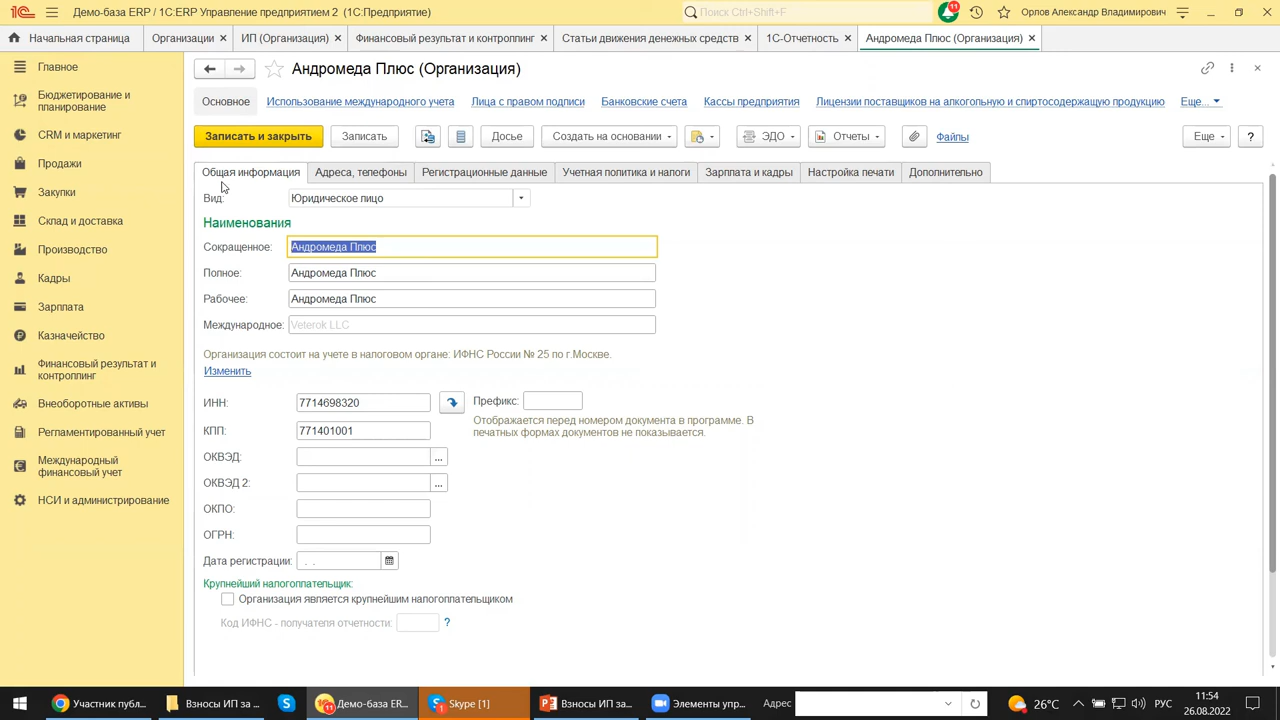 Демо-база ERP / 1С:ERP Управление предприятием 2 (1С:Предприятие)
Поиск Ctrl+Shift+F
11
Орлов Александр Владимирович
Начальная страница
Организации
ИП (Организация)
Финансовый результат и контроллинг
Статьи движения денежных средств
1С-Отчетность
Андромеда Плюс (Организация)
Главное
Бюджетирование и
планирование
CRM и маркетинг
Продажи
Закупки
Склад и доставка
Производство
Кадры
Зарплата
Казначейство
Финансовый результат и
контроллинг
Внеоборотные активы
Регламентированный учет
Международный
финансовый учет
НСИ и администрирование
Андромеда Плюс (Организация)
Основное Использование международного учета Лица с правом подписи Банковские счета Кассы предприятия Лицензии поставщиков на алкогольную и спиртосодержащую продукцию Еще...
Записать и закрыть Записать Досье Создать на основании ЭДО Отчеты Файлы Еще ?
Общая информация Адреса, телефоны Регистрационные данные Учетная политика и налоги Зарплата и кадры Настройка печати Дополнительно
Вид: Юридическое лицо
Наименования
Сокращенное: Андромеда Плюс
Полное: Андромеда Плюс
Рабочее: Андромеда Плюс
Международное: Veterok LLC
Организация состоит на учете в налоговом органе: ИФНС России № 25 по г.Москве.
Изменить
ИНН: 7714698320 Префикс:
Отображается перед номером документа в программе. В
печатных формах документов не показывается.
КПП: 771401001
ОКВЭД: ...
ОКВЭД 2: ...
ОКПО:
ОГРН:
Дата регистрации: . .
Крупнейший налогоплательщик:
Организация является крупнейшим налогоплательщиком
Код ИФНС - получателя отчетности: ?
Участник публ... Взносы ИП за ... Демо-база ER... Skype [1] Взносы ИП за... Элементы упр... Адрес 26°C РУС
11:54
26.08.2022